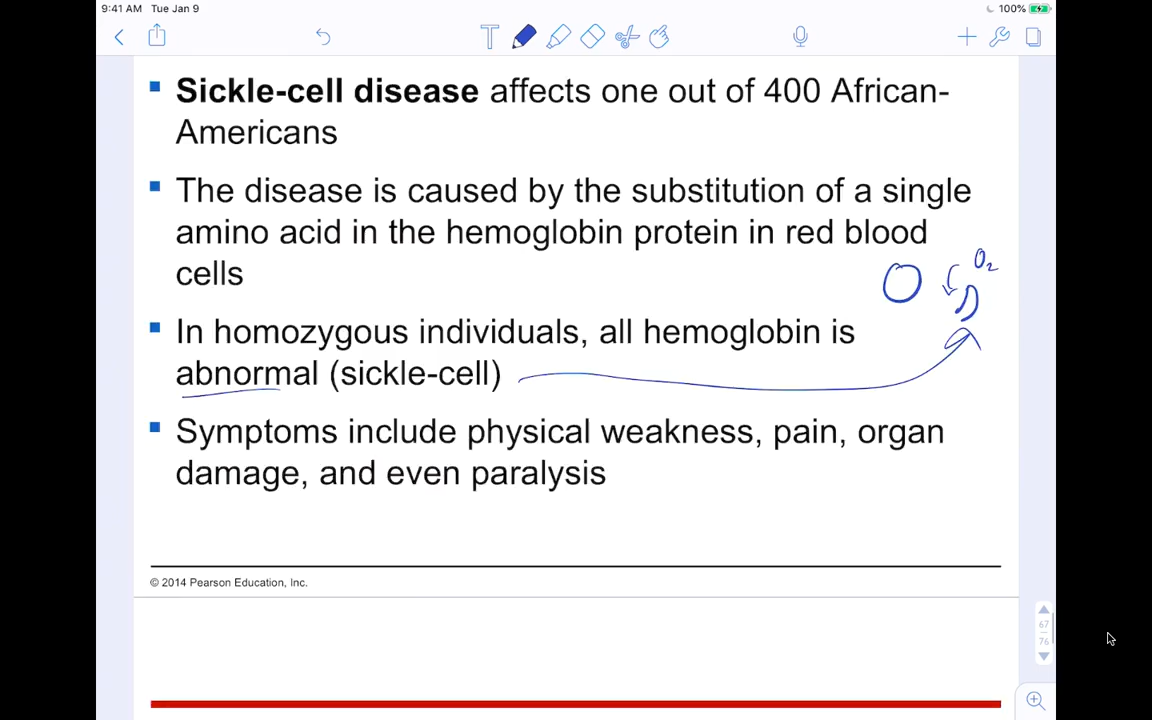 9:41 AM Tue Jan 9
100%
T
Sickle-cell disease affects one out of 400 African-
Americans
The disease is caused by the substitution of a single
amino acid in the hemoglobin protein in red blood
cells
O2
In homozygous individuals, all hemoglobin is
abnormal (sickle-cell)
Symptoms include physical weakness, pain, organ
damage, and even paralysis
© 2014 Pearson Education, Inc.
67
76